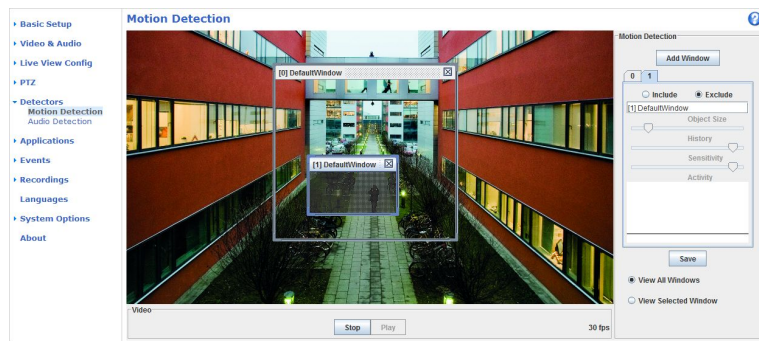 Motion Detection
?
Basic Setup
Video & Audio
Live View Config
PTZ
Detectors
Motion Detection
Audio Detection
Applications
Events
Recordings
Languages
System Options
About
[0] DefaultWindow
[1] DefaultWindow
Video
Stop
Play
30 fps
Motion Detection
Add Window
0 1
Include Exclude
[1] DefaultWindow
Object Size
History
Sensitivity
Activity
Save
View All Windows
View Selected Window